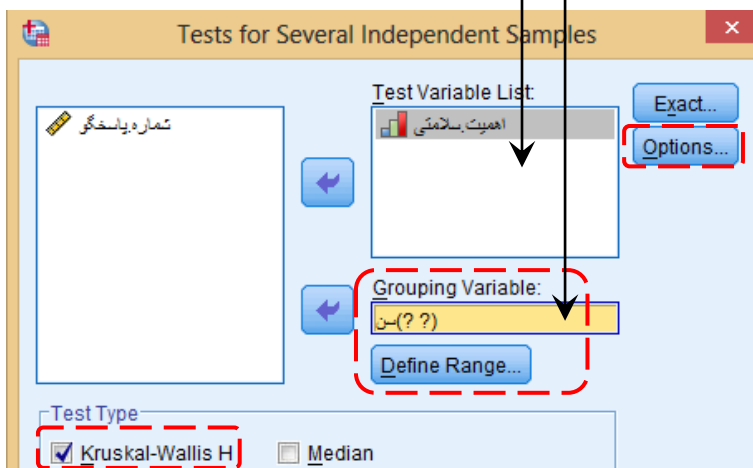 Tests for Several Independent Samples
Test Variable List:
شماره.پاسخگو
اهمیت.سلامتی
Exact...
Options...
Grouping Variable:
سن(? ?)
Define Range...
Test Type
Kruskal-Wallis H
Median